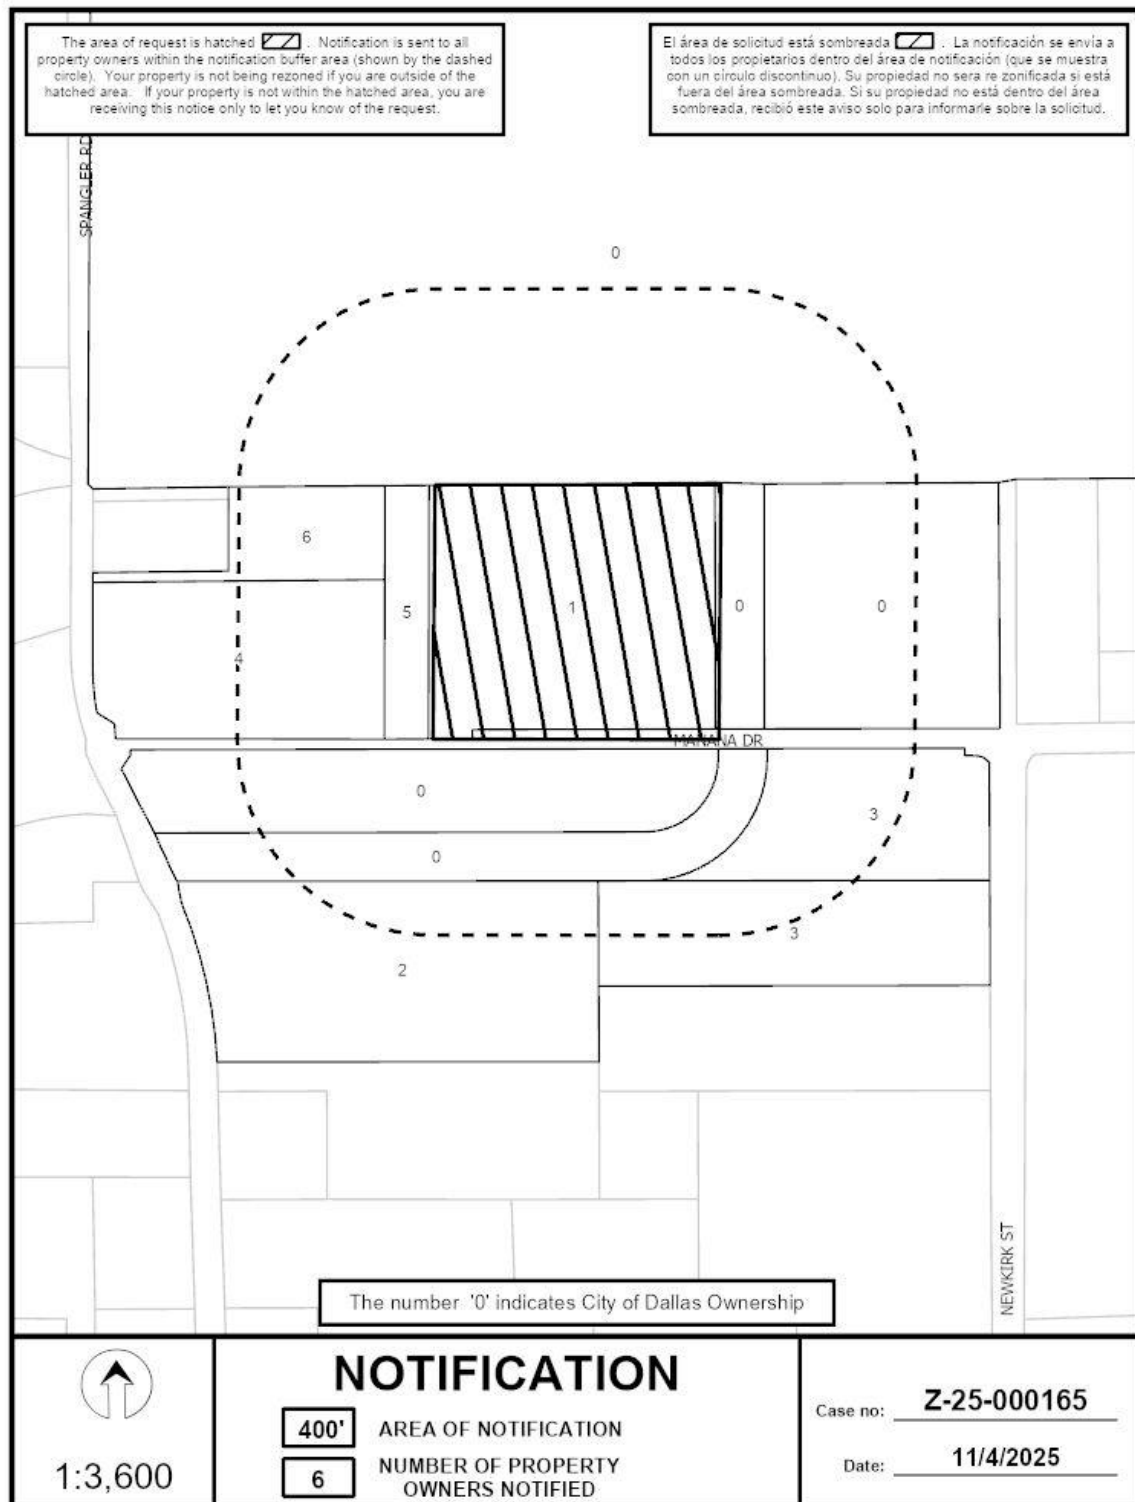 The area of request is hatched . Notification is sent to all
property owners within the notification buffer area (shown by the dashed
circle). Your property is not being rezoned if you are outside of the
hatched area. If your property is not within the hatched area, you are
receiving this notice only to let you know of the request.
El área de solicitud está sombreada . La notificación se envía a
todos los propietarios dentro del área de notificación (que se muestra
con un círculo discontinuo). Su propiedad no sera re zonificada si está
fuera del área sombreada. Si su propiedad no está dentro del área
sombreada, recibió este aviso solo para informarle sobre la solicitud.
SPANGLER RD
0
6
5
1
0
0
4
MANANA DR
0
3
0
3
2
NEWKIRK ST
The number '0' indicates City of Dallas Ownership
1:3,600
NOTIFICATION
400' AREA OF NOTIFICATION
6 NUMBER OF PROPERTY
OWNERS NOTIFIED
Case no: Z-25-000165
Date: 11/4/2025